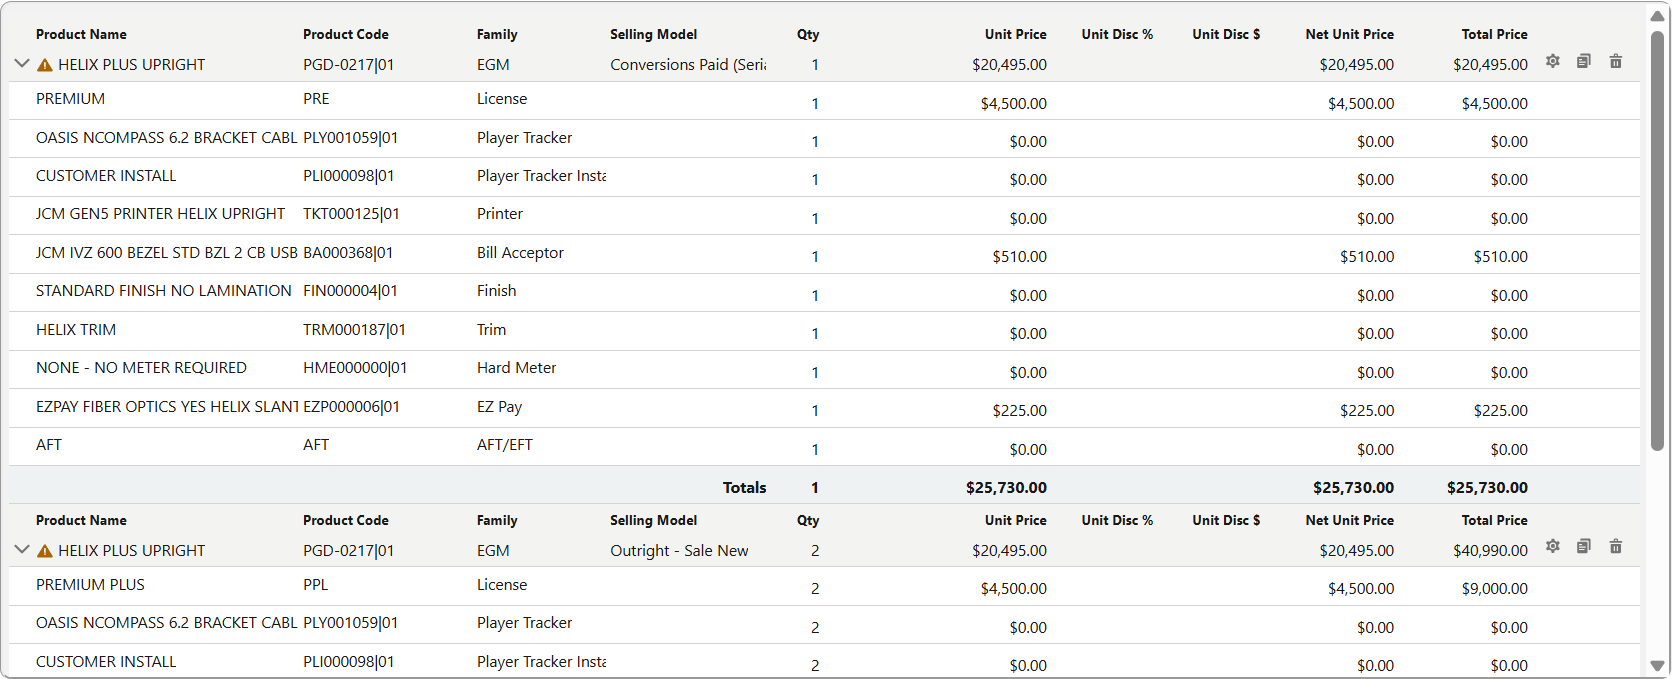 Product Name Product Code Family Selling Model Qty Unit Price Unit Disc % Unit Disc $ Net Unit Price Total Price
HELIX PLUS UPRIGHT PGD-0217|01 EGM Conversions Paid (Seri 1 $20,495.00 $20,495.00 $20,495.00
PREMIUM PRE License 1 $4,500.00 $4,500.00 $4,500.00
OASIS NCOMPASS 6.2 BRACKET CABL PLY001059|01 Player Tracker 1 $0.00 $0.00 $0.00
CUSTOMER INSTALL PLI000098|01 Player Tracker Insta 1 $0.00 $0.00 $0.00
JCM GEN5 PRINTER HELIX UPRIGHT TKT000125|01 Printer 1 $0.00 $0.00 $0.00
JCM IVZ 600 BEZEL STD BZL 2 CB USB BA000368|01 Bill Acceptor 1 $510.00 $510.00 $510.00
STANDARD FINISH NO LAMINATION FIN000004|01 Finish 1 $0.00 $0.00 $0.00
HELIX TRIM TRM000187|01 Trim 1 $0.00 $0.00 $0.00
NONE - NO METER REQUIRED HME000000|01 Hard Meter 1 $0.00 $0.00 $0.00
EZPAY FIBER OPTICS YES HELIX SLANT EZP000006|01 EZ Pay 1 $225.00 $225.00 $225.00
AFT AFT AFT/EFT 1 $0.00 $0.00 $0.00
Totals 1 $25,730.00 $25,730.00 $25,730.00
Product Name Product Code Family Selling Model Qty Unit Price Unit Disc % Unit Disc $ Net Unit Price Total Price
HELIX PLUS UPRIGHT PGD-0217|01 EGM Outright - Sale New 2 $20,495.00 $20,495.00 $40,990.00
PREMIUM PLUS PPL License 2 $4,500.00 $4,500.00 $9,000.00
OASIS NCOMPASS 6.2 BRACKET CABL PLY001059|01 Player Tracker 2 $0.00 $0.00 $0.00
CUSTOMER INSTALL PLI000098|01 Player Tracker Insta 2 $0.00 $0.00 $0.00